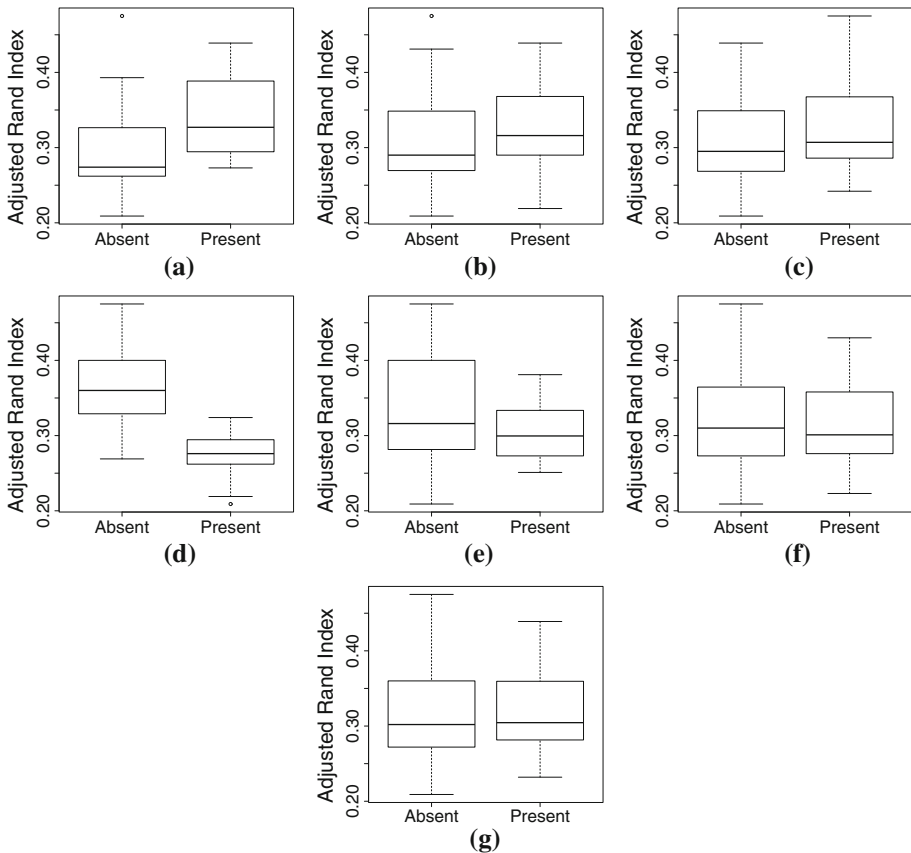 Adjusted Rand Index
0.20 0.30 0.40
Absent Present
(a)
Adjusted Rand Index
0.20 0.30 0.40
Absent Present
(b)
Adjusted Rand Index
0.20 0.30 0.40
Absent Present
(c)
Adjusted Rand Index
0.20 0.30 0.40
Absent Present
(d)
Adjusted Rand Index
0.20 0.30 0.40
Absent Present
(e)
Adjusted Rand Index
0.20 0.30 0.40
Absent Present
(f)
Adjusted Rand Index
0.20 0.30 0.40
Absent Present
(g)